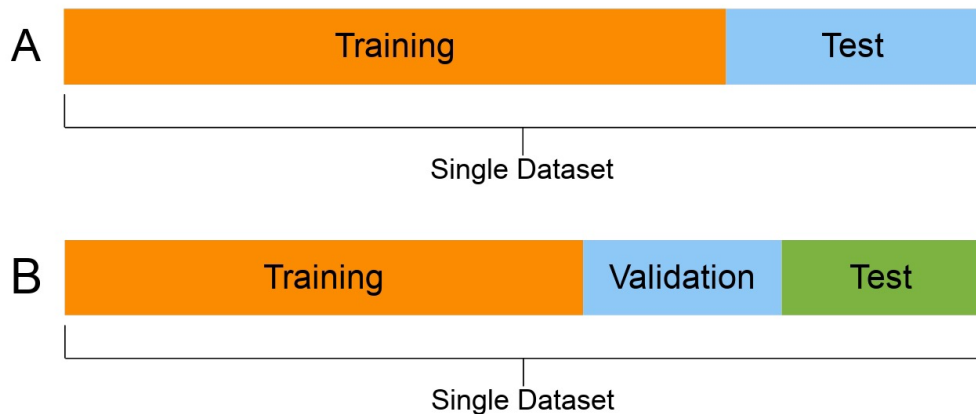 A Training Test
Single Dataset
B Training Validation Test
Single Dataset